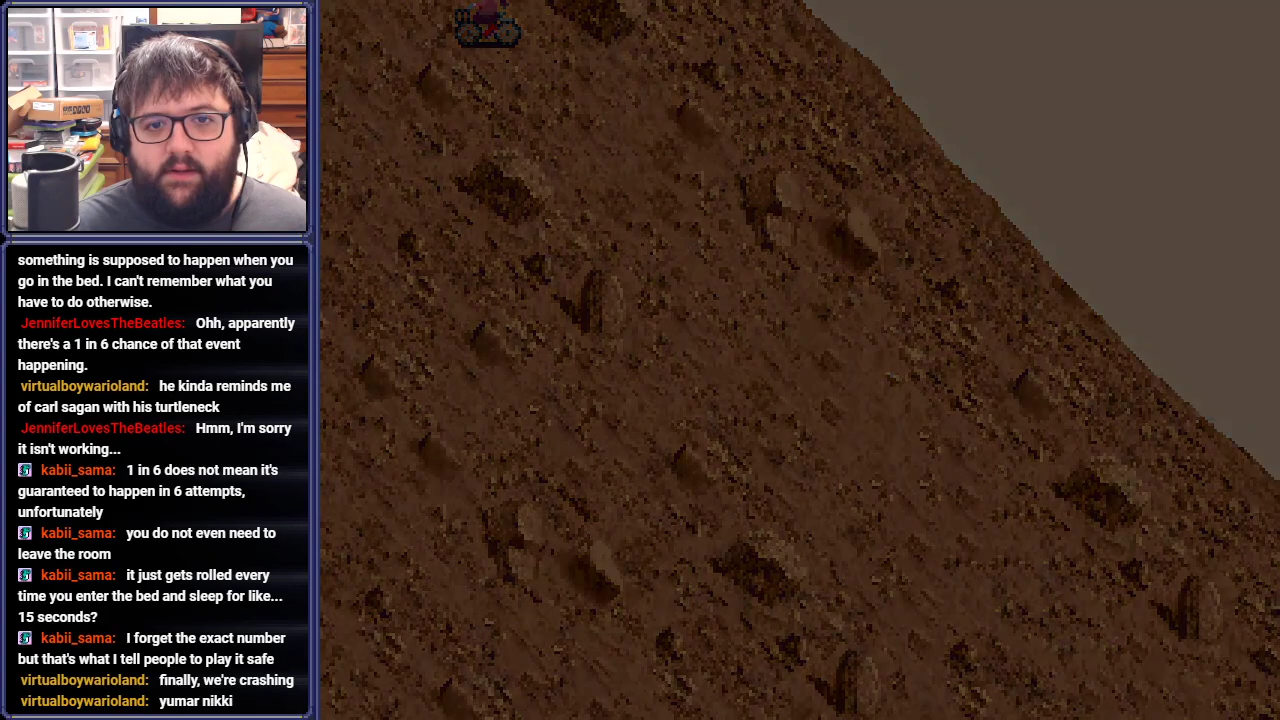 something is supposed to happen when you
go in the bed. I can't remember what you
have to do otherwise.
JenniferLovesTheBeatles: Ohh, apparently
there's a 1 in 6 chance of that event
happening.
virtualboywarioland: he kinda reminds me
of carl sagan with his turtleneck
JenniferLovesTheBeatles: Hmm, I'm sorry
it isn't working...
kabii_sama: 1 in 6 does not mean it's
guaranteed to happen in 6 attempts,
unfortunately
kabii_sama: you do not even need to
leave the room
kabii_sama: it just gets rolled every
time you enter the bed and sleep for like...
15 seconds?
kabii_sama: I forget the exact number
but that's what I tell people to play it safe
virtualboywarioland: finally, we're crashing
virtualboywarioland: yumar nikki